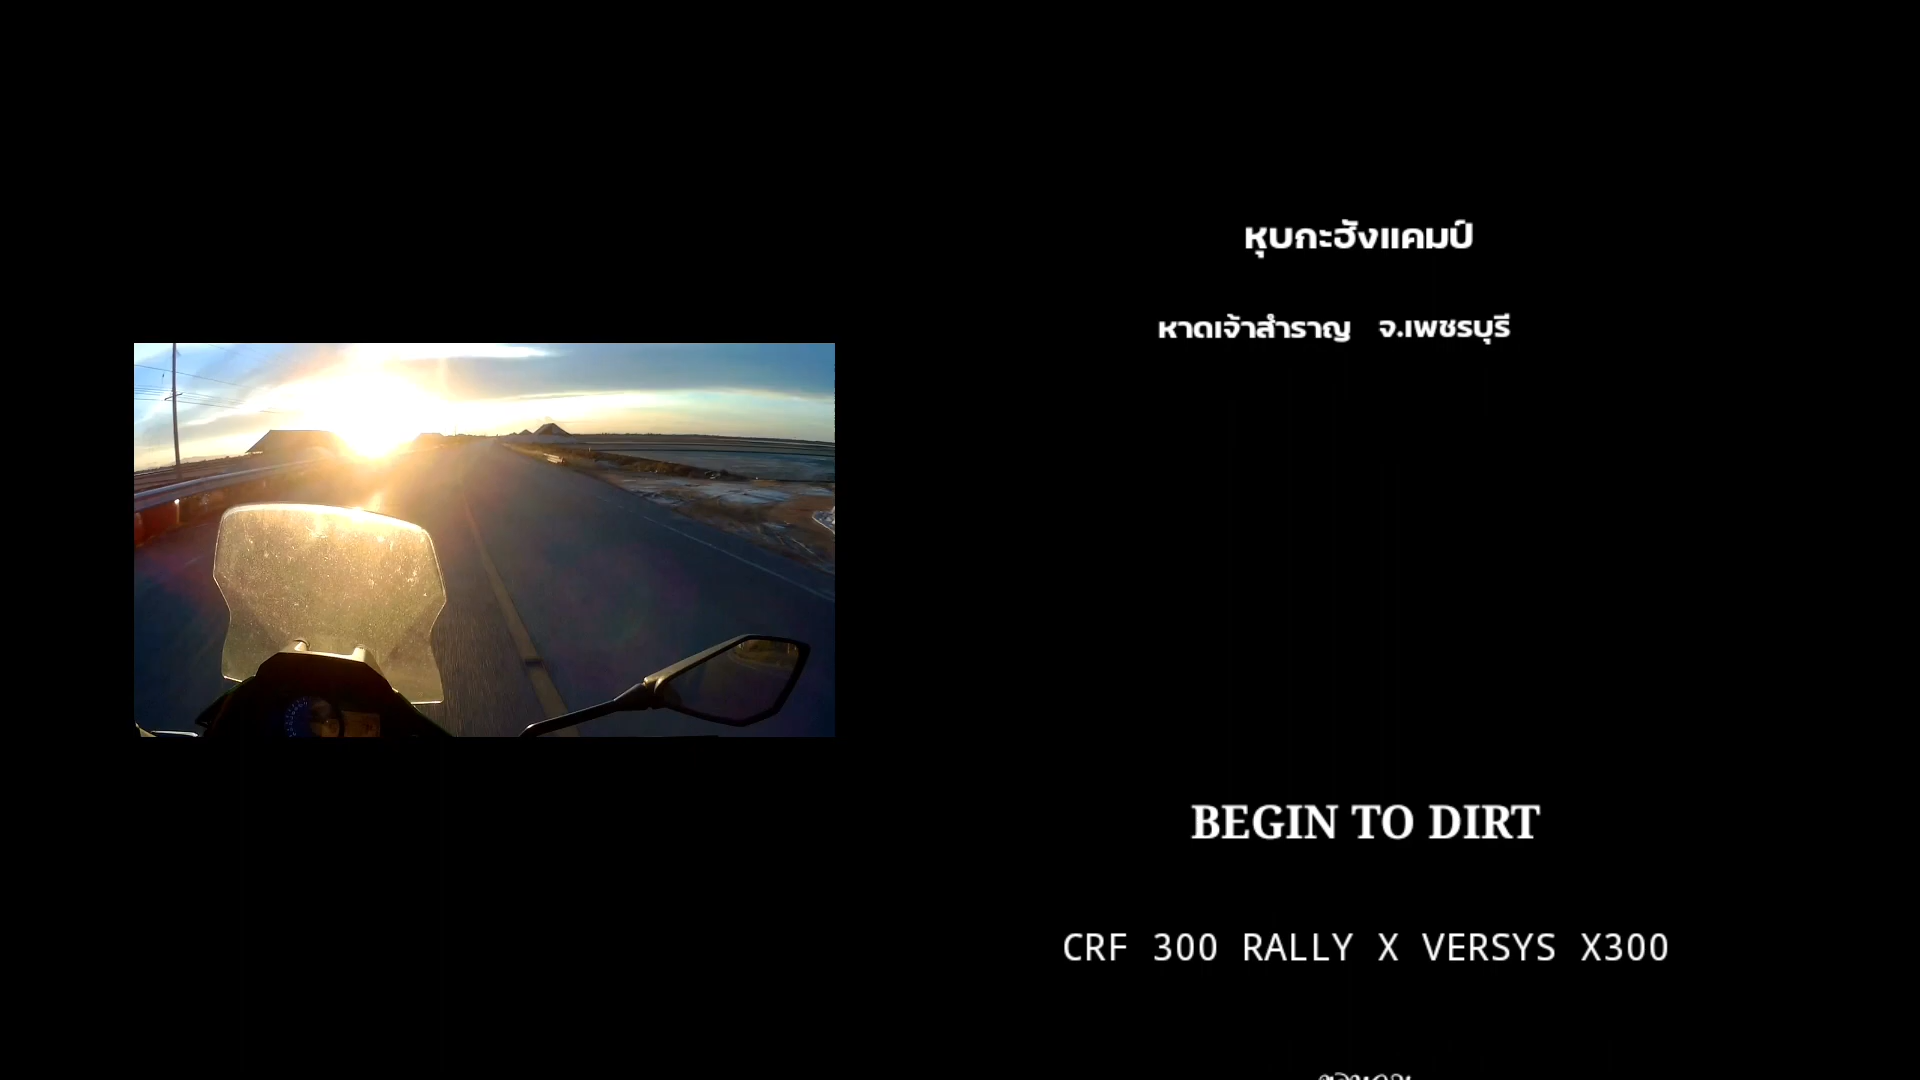 หุบกะฮังแคมป์
หาดเจ้าสำราญ จ.เพชรบุรี
BEGIN TO DIRT
CRF 300 RALLY X VERSYS X300